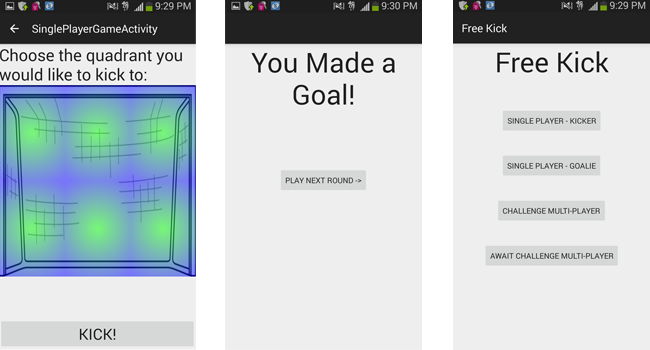 9:29 PM
SinglePlayerGameActivity
Choose the quadrant you
would like to kick to:
KICK!
9:30 PM
You Made a
Goal!
PLAY NEXT ROUND ->
9:29 PM
Free Kick
Free Kick
SINGLE PLAYER - KICKER
SINGLE PLAYER - GOALIE
CHALLENGE MULTI-PLAYER
AWAIT CHALLENGE MULTI-PLAYER